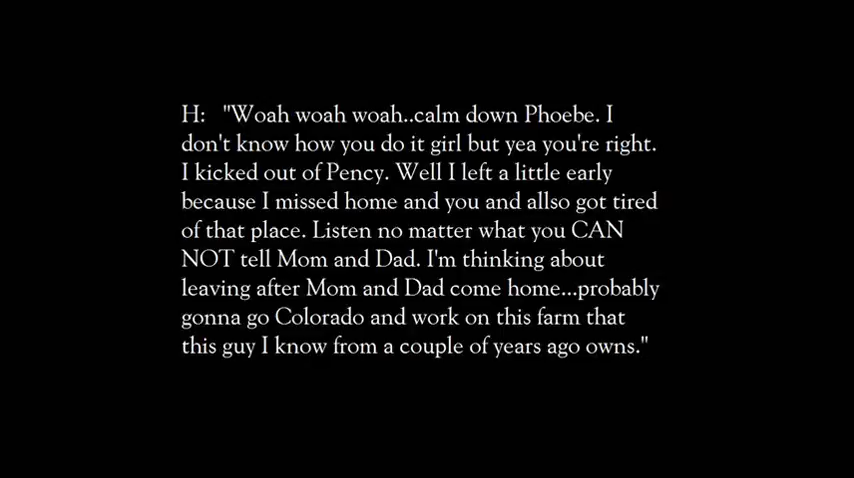 H:   "Woah woah woah..calm down Phoebe. I
don't know how you do it girl but yea you're right.
I kicked out of Pency. Well I left a little early
because I missed home and you and allso got tired
of that place. Listen no matter what you CAN
NOT tell Mom and Dad. I'm thinking about
leaving after Mom and Dad come home...probably
gonna go Colorado and work on this farm that
this guy I know from a couple of years ago owns."